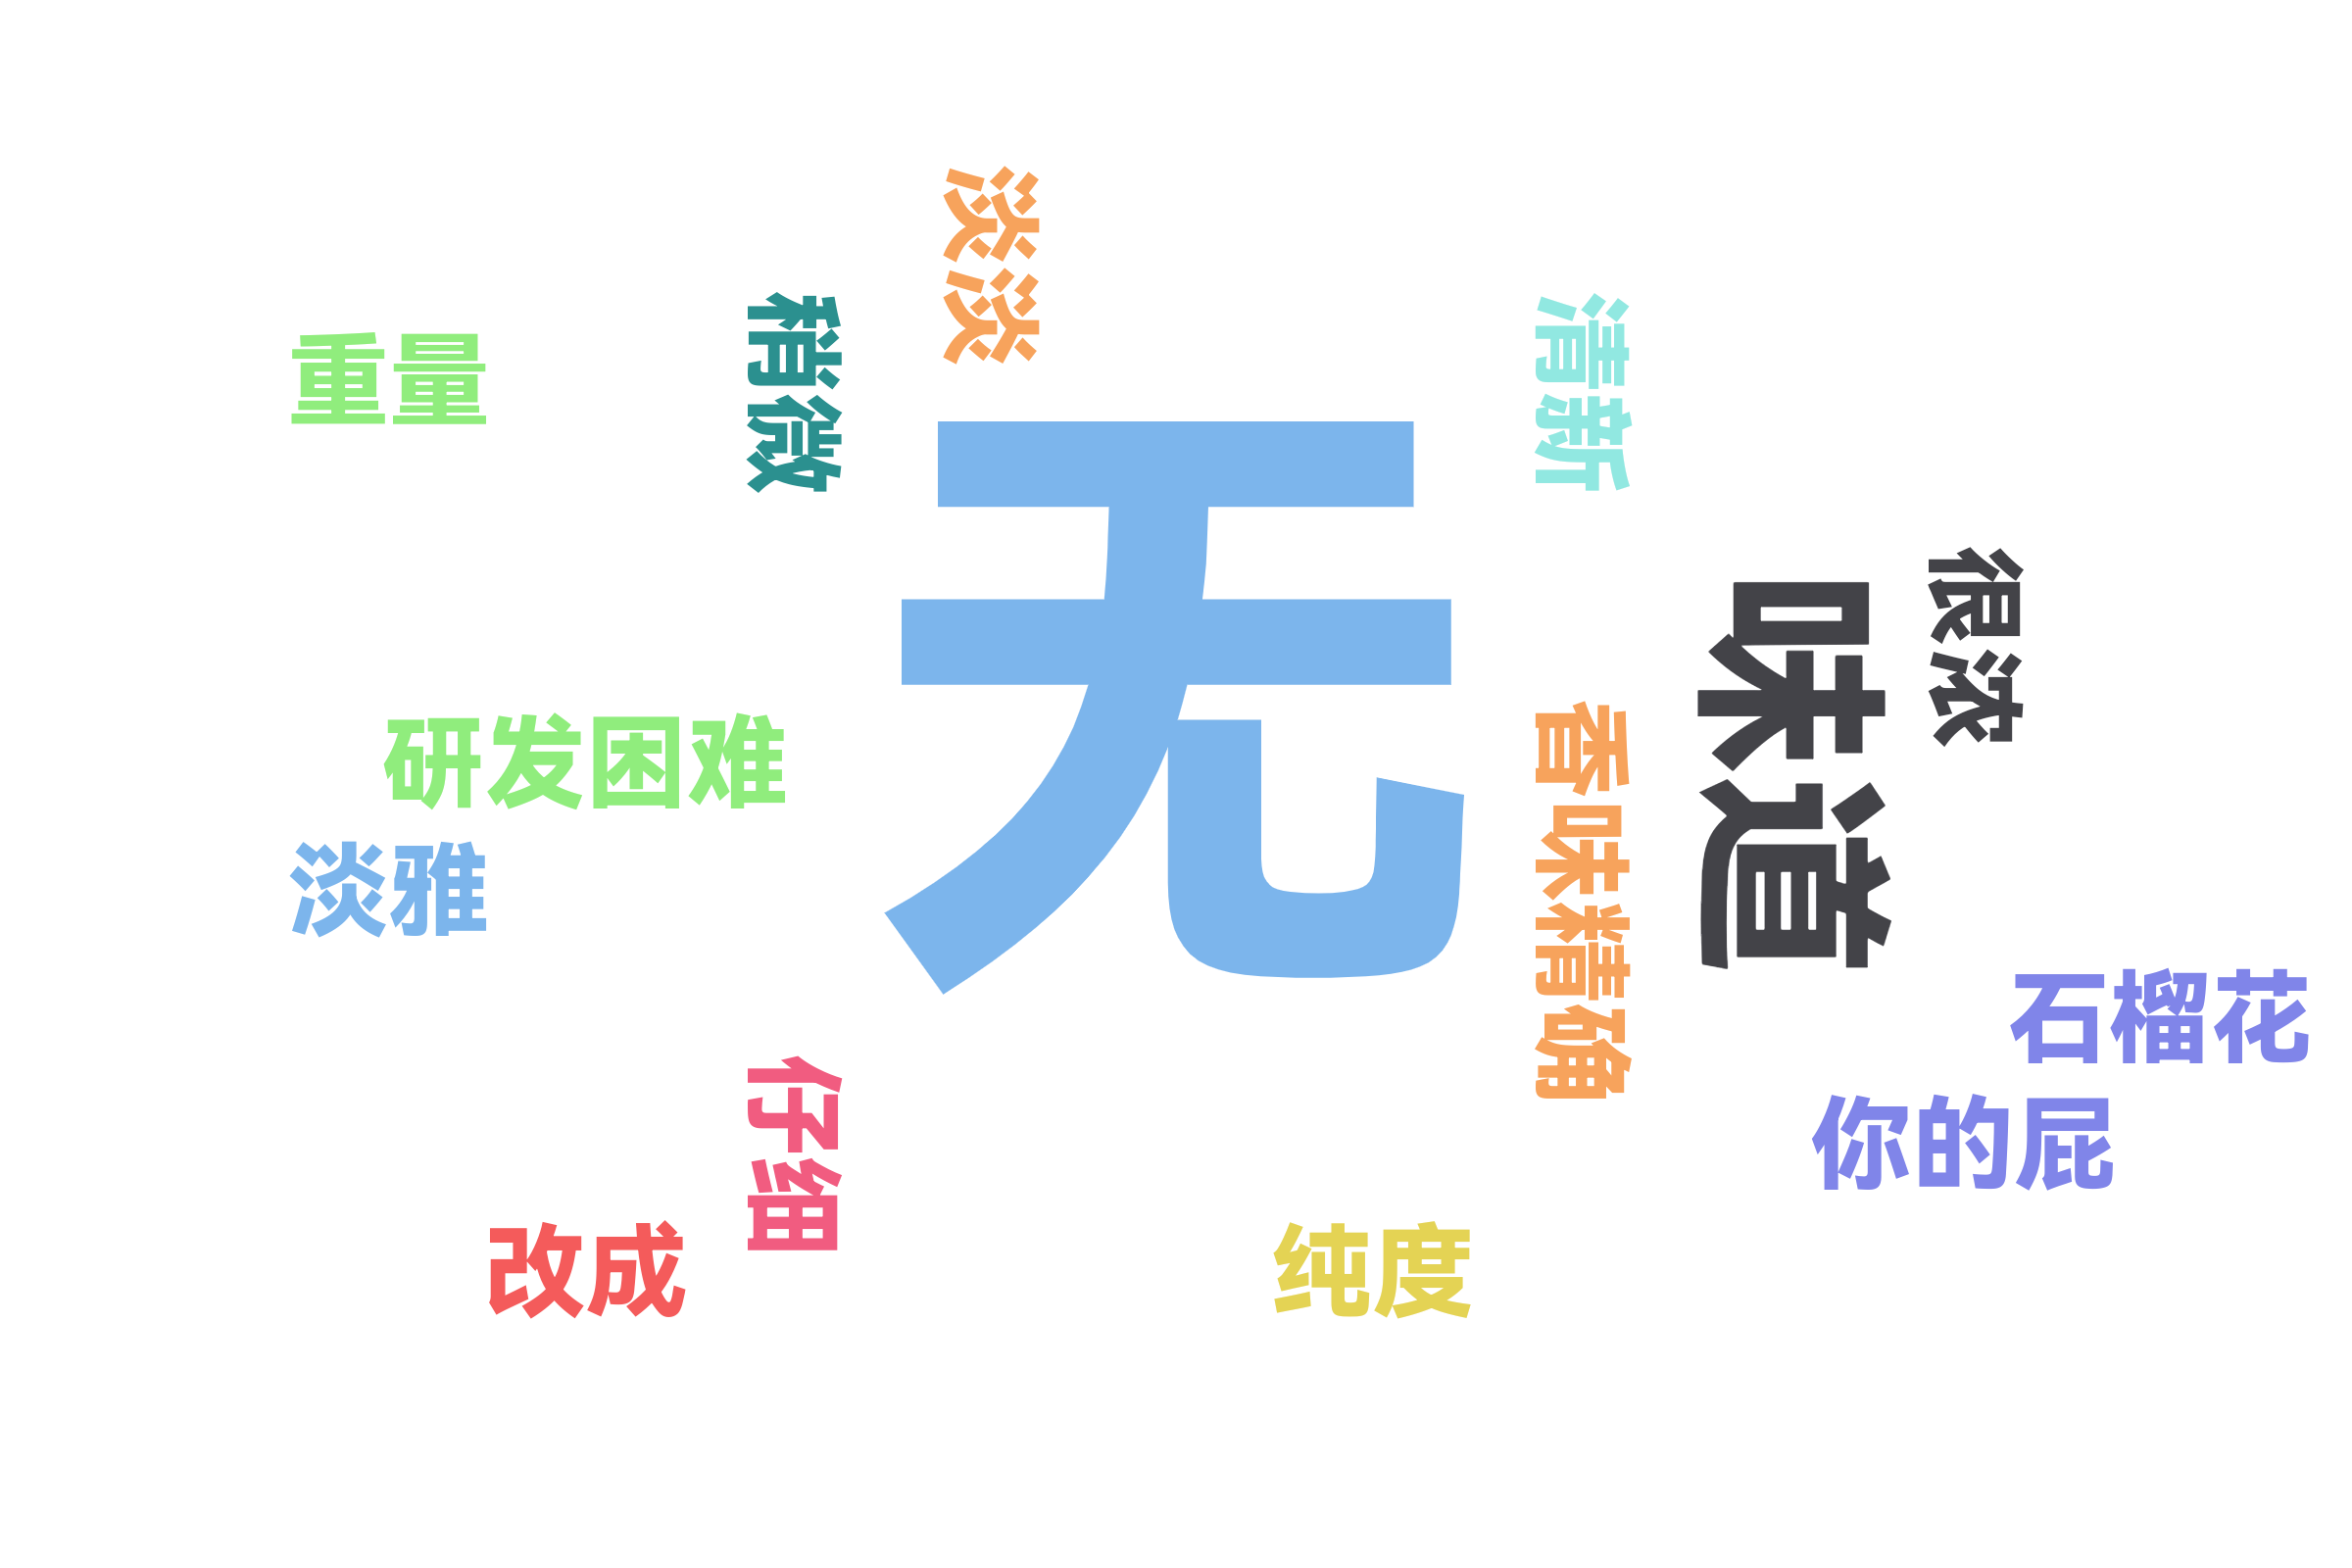 淡淡
清新
稍微
重量
无
很浓
味道
香味精确
研发困难
淡雅
石榴花
你的屁
仔留
改成
纯度